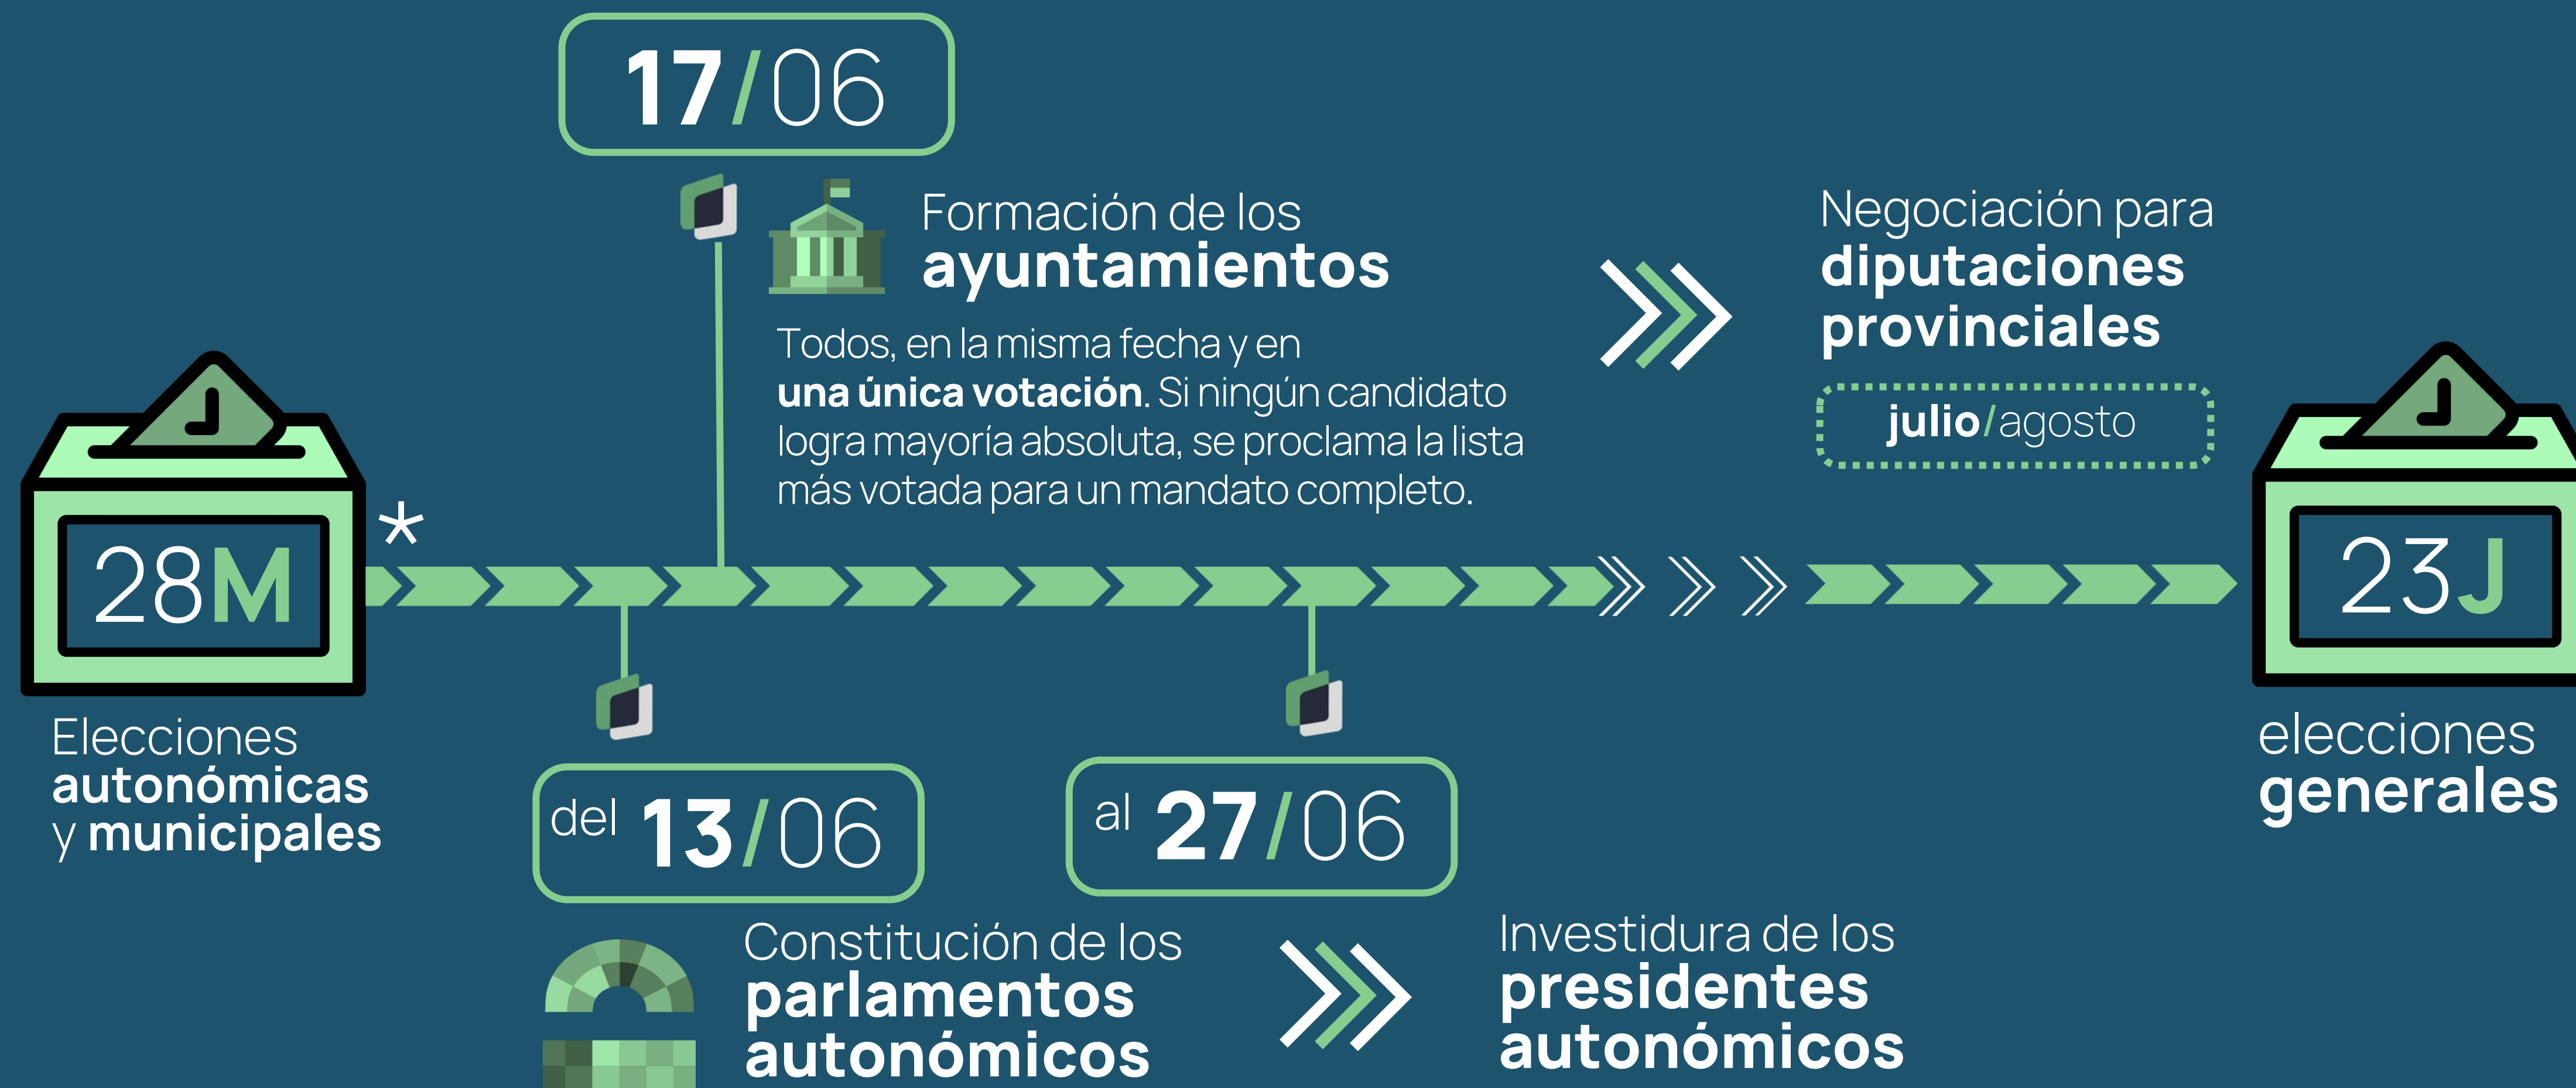 17/06
Formación de los
ayuntamientos
Todos, en la misma fecha y en
una única votación. Si ningún candidato
logra mayoría absoluta, se proclama la lista
más votada para un mandato completo.
Negociación para
diputaciones
provinciales
julio/agosto
28M
*
Elecciones
autonómicas
y municipales
23J
elecciones
generales
del 13/06
al 27/06
Constitución de los
parlamentos
autonómicos
Investidura de los
presidentes
autonómicos